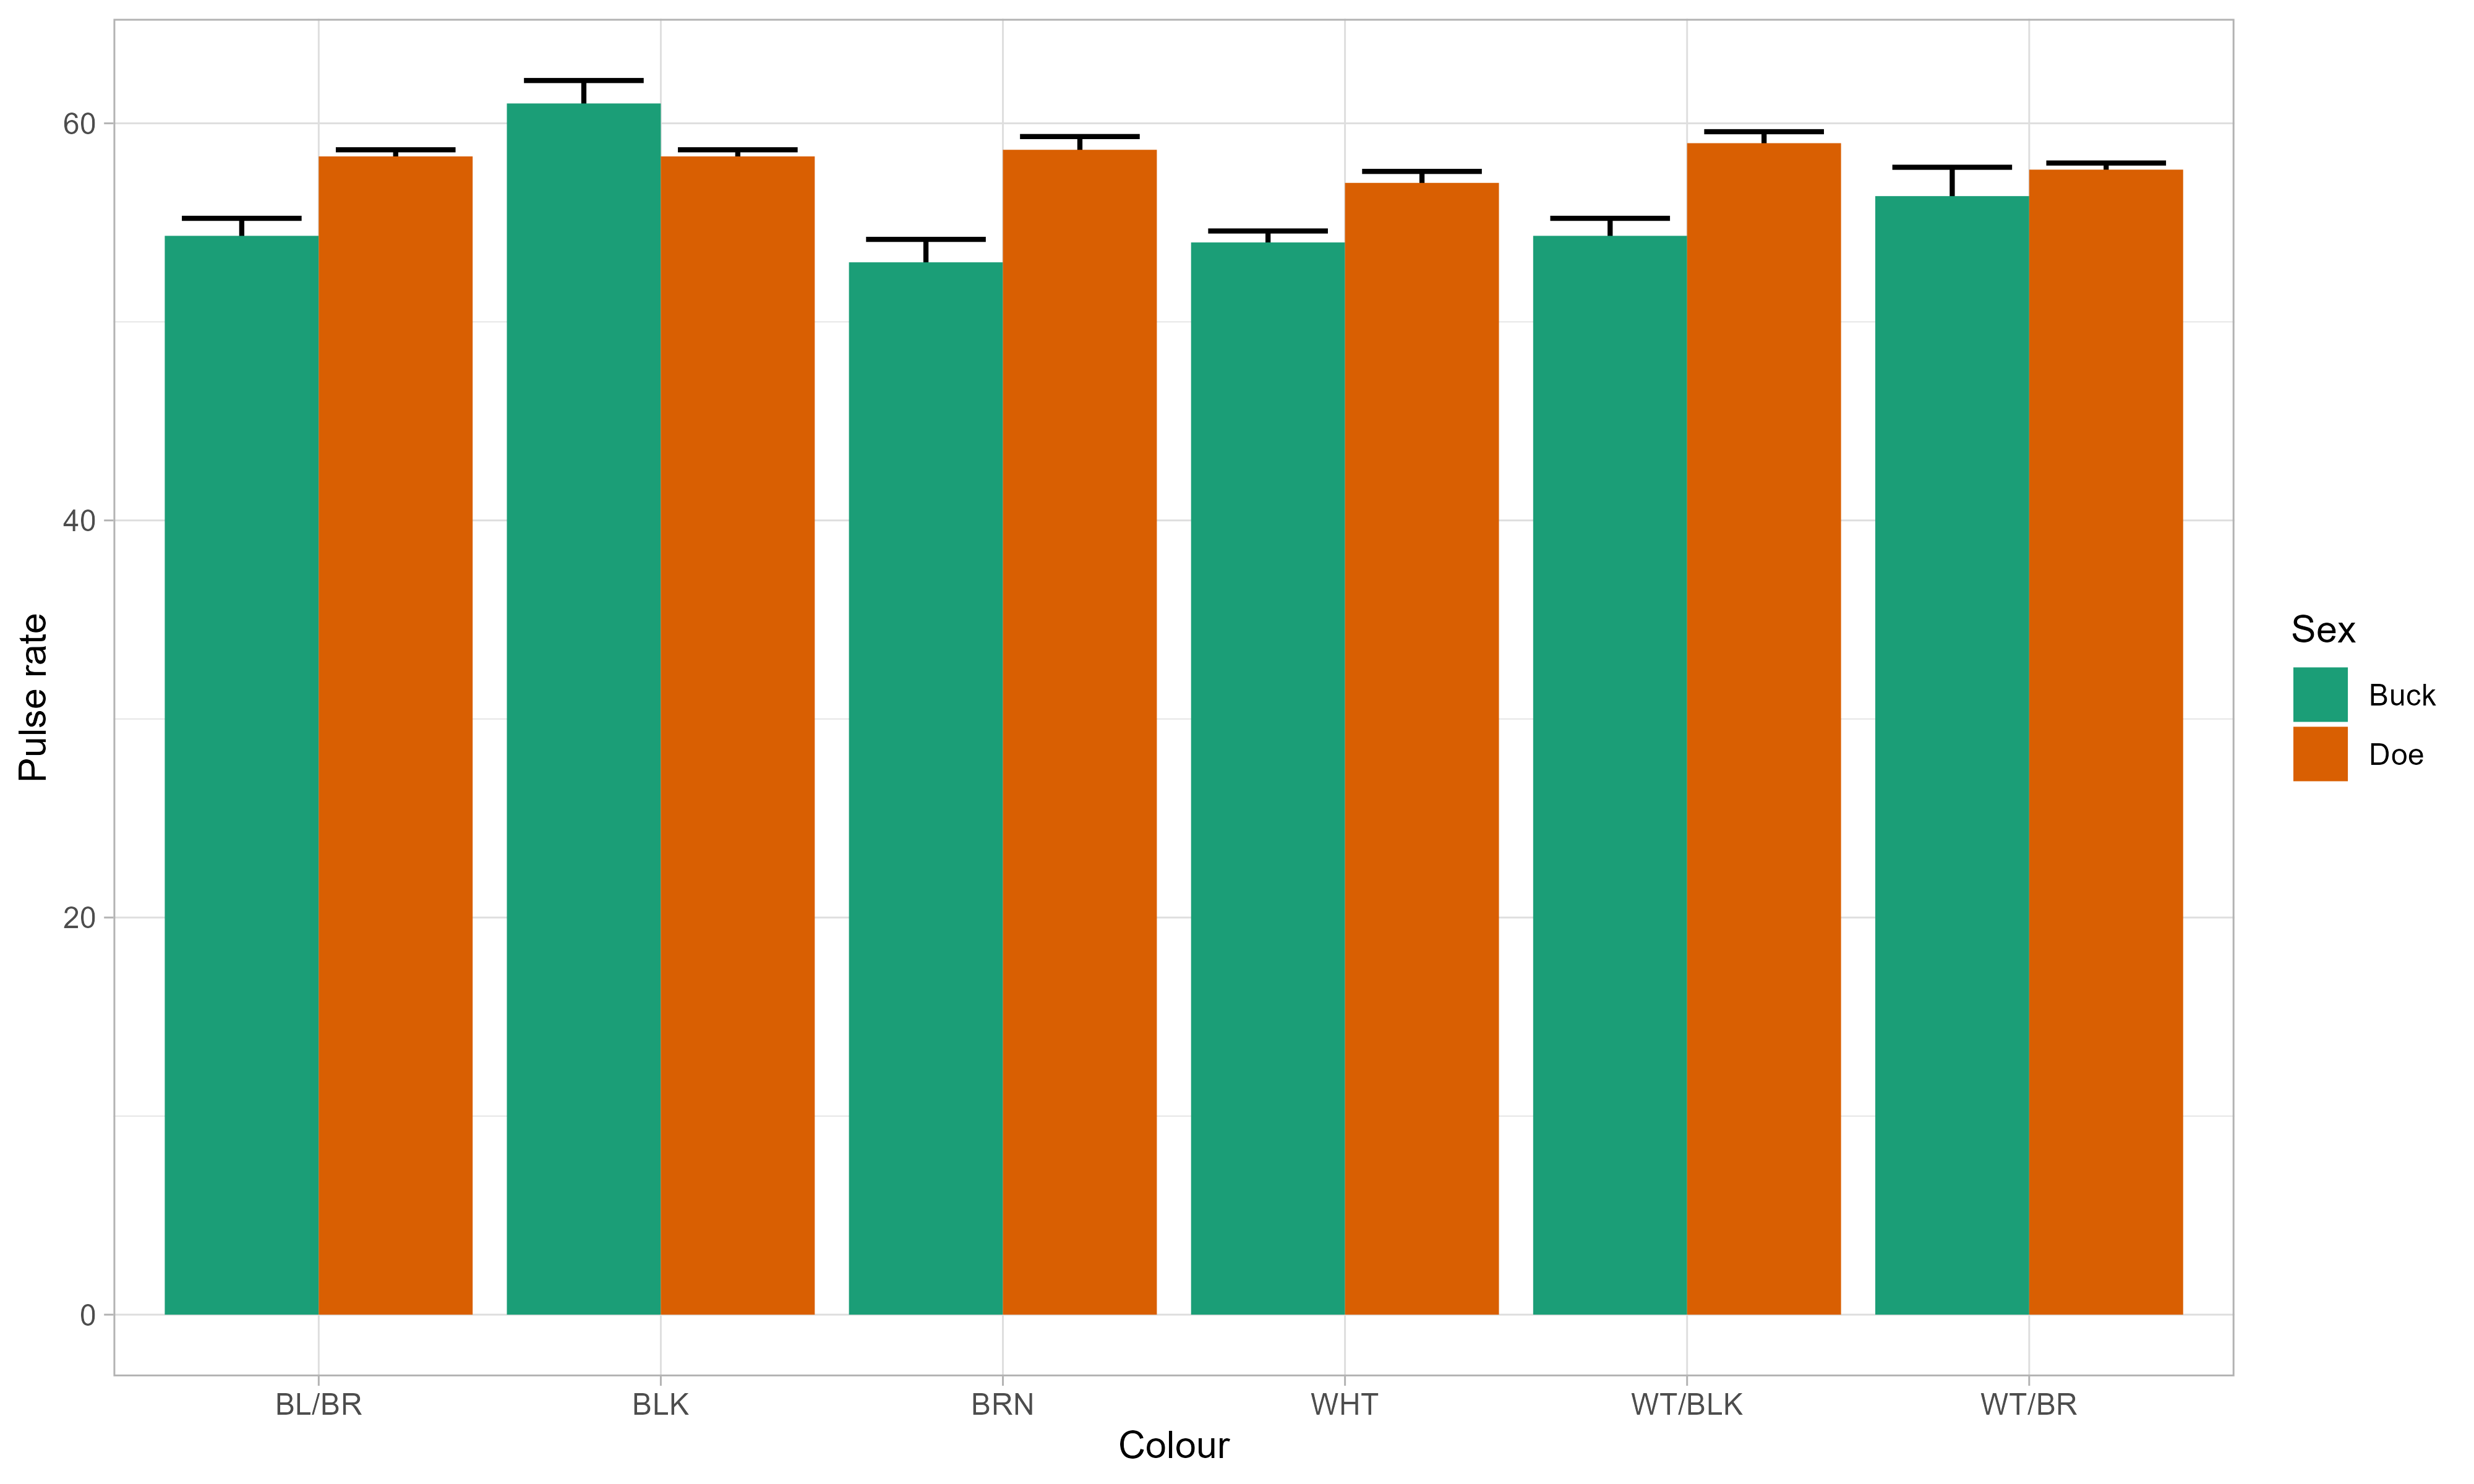 60
40
20
0
Pulse rate
BL/BR
BLK
BRN
WHT
WT/BLK
WT/BR
Colour
Sex
Buck
Doe